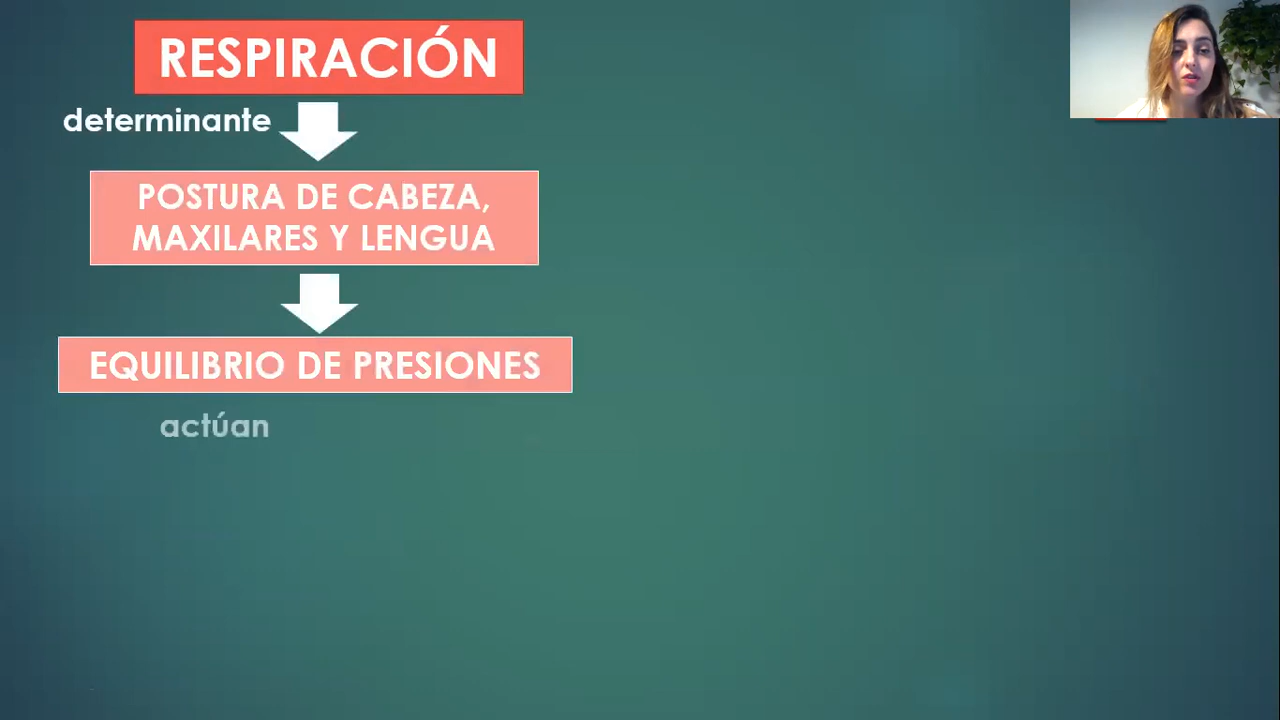 RESPIRACIÓN
determinante
POSTURA DE CABEZA,
MAXILARES Y LENGUA
EQUILIBRIO DE PRESIONES
actúan